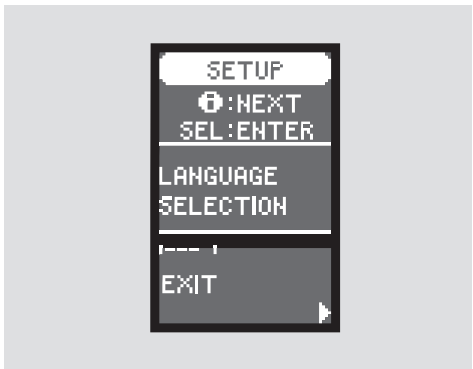 SETUP
:NEXT
SEL:ENTER
LANGUAGE
SELECTION
EXIT